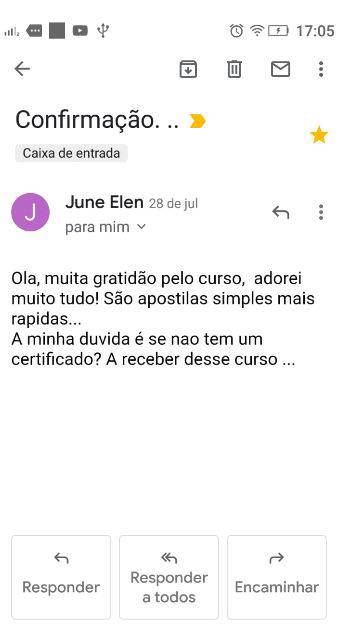 17:05
Confirmação. ..
Caixa de entrada
J
June Elen 28 de jul
para mim
Ola, muita gratidão pelo curso, adorei
muito tudo! São apostilas simples mais
rapidas...
A minha duvida é se nao tem um
certificado? A receber desse curso ...
Responder
Responder
a todos
Encaminhar